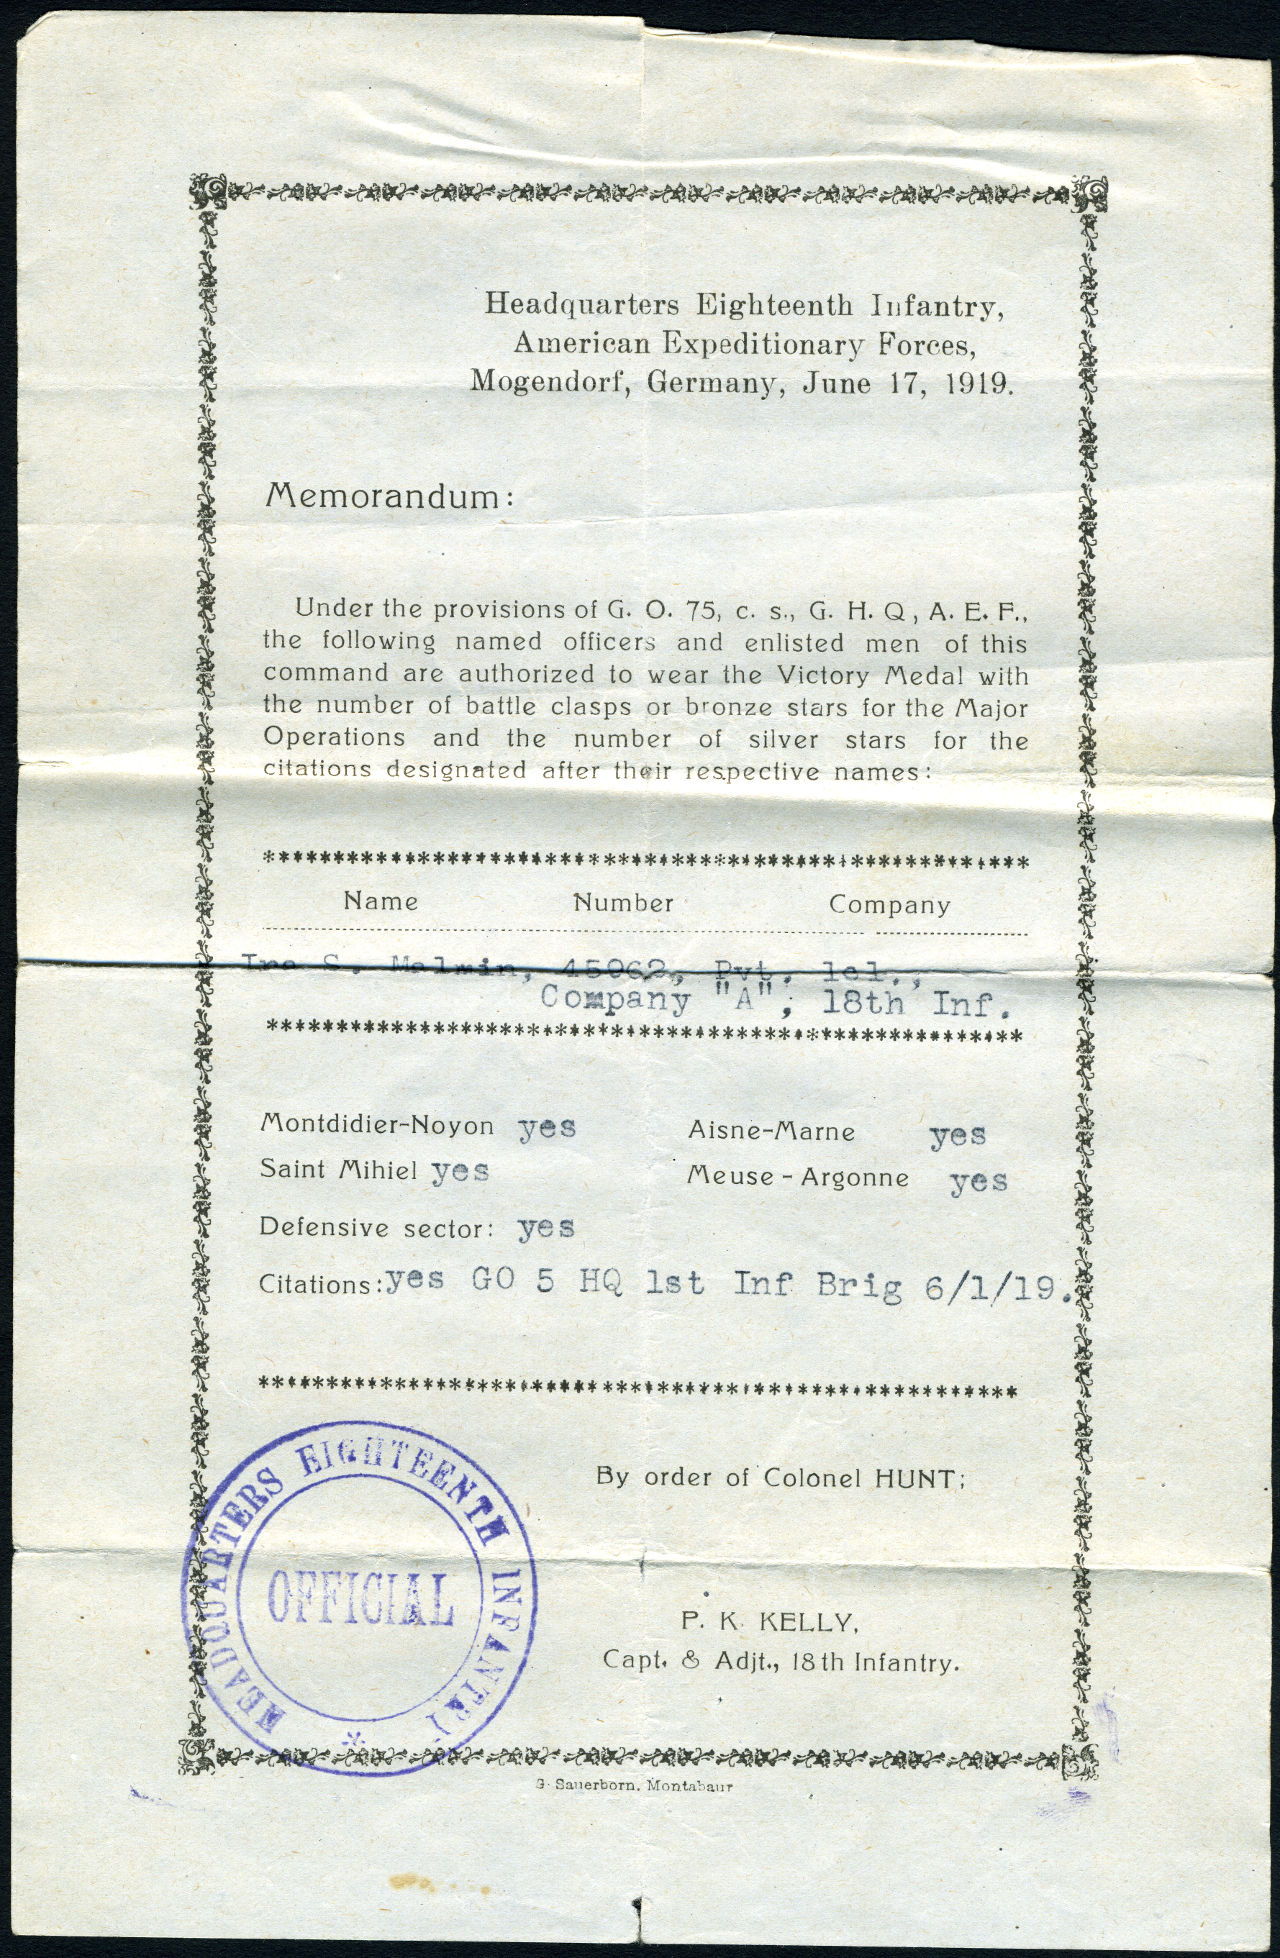 Headquarters Eighteenth Infantry,
American Expeditionary Forces,
Mogendorf, Germany, June 17, 1919.
Memorandum:
Under the provisions of G. O. 75, c. s., G. H. Q, A. E. F.,
the following named officers and enlisted men of this
command are authorized to wear the Victory Medal with
the number of battle clasps or bronze stars for the Major
Operations and the number of silver stars for the
citations designated after their respective names:
Name Number Company
S. Malmin, 45062, Pvt. 1cl.,
Company "A", 18th Inf.
Montdidier-Noyon yes Aisne-Marne yes
Saint Mihiel yes Meuse - Argonne yes
Defensive sector: yes
Citations: yes GO 5 HQ 1st Inf Brig 6/1/19.
By order of Colonel HUNT;
HEADQUARTERS EIGHTEENTH INFANTRY
OFFICIAL
P. K. KELLY,
Capt. & Adjt., 18th Infantry.
G. Sauerborn, Montabaur